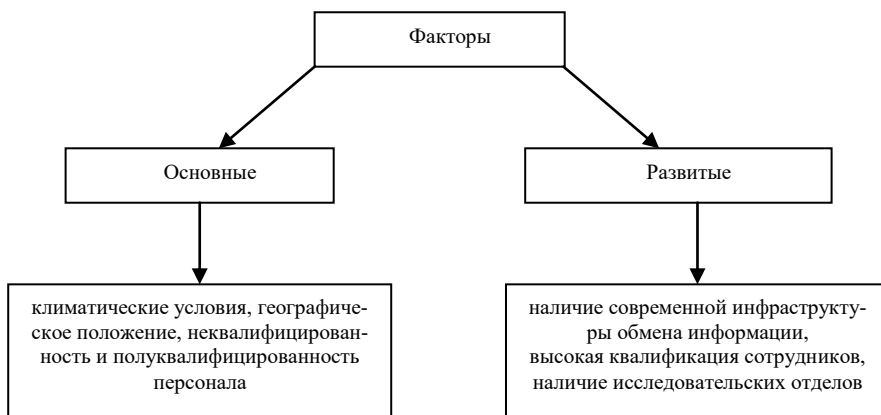 Факторы
Основные
Развитые
климатические условия, географиче-
ское положение, неквалифицирован-
ность и полуквалифицированность
персонала
наличие современной инфраструкту-
ры обмена информации,
высокая квалификация сотрудников,
наличие исследовательских отделов